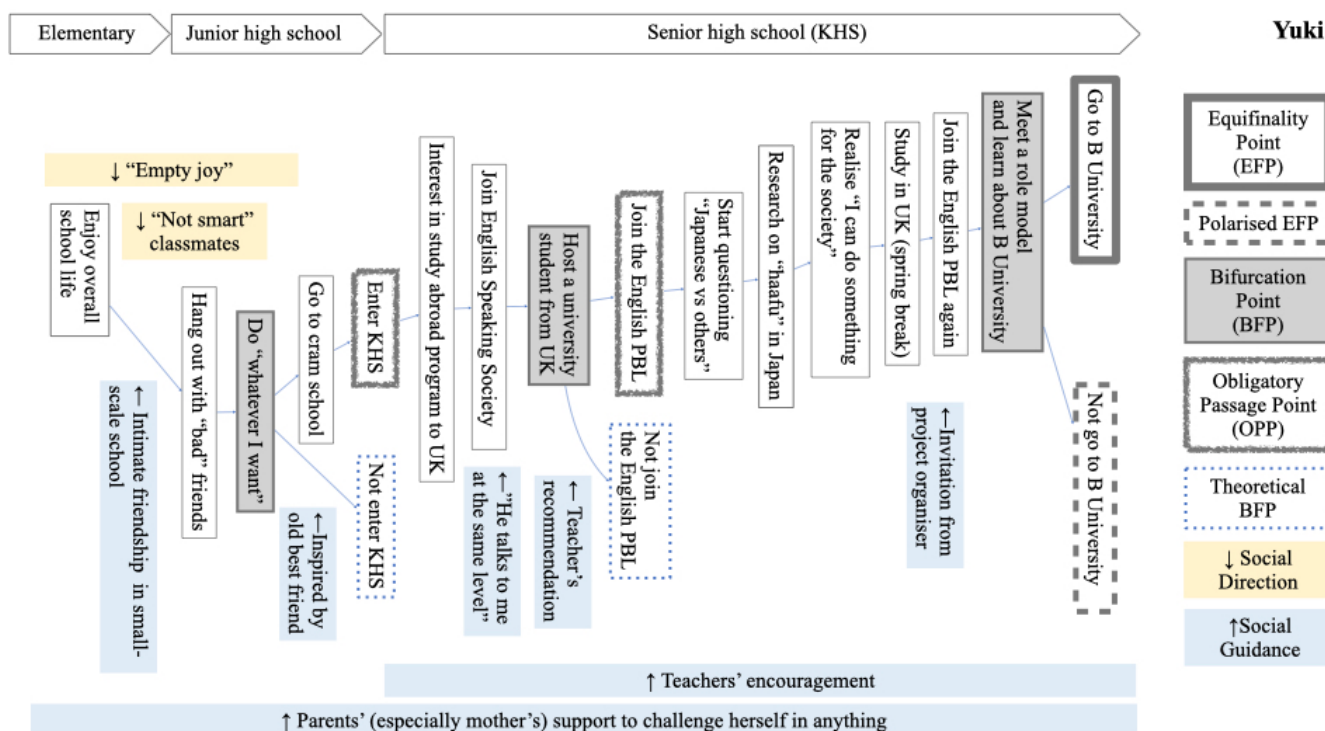 Elementary
Junior high school
Senior high school (KHS)
Yuki
↓ “Empty joy”
↓ “Not smart”
classmates
Enjoy overall
school life
← Intimate friendship in small-
scale school
Hang out with “bad” friends
Do “whatever I want”
Go to cram school
←Inspired by
old best friend
Enter KHS
Not enter KHS
Interest in study abroad program to UK
Join English Speaking Society
←”He talks to me
at the same level”
Host a university
student from UK
← Teacher’s
recommendation
Join the English PBL
Not join
the English PBL
Start questioning
“Japanese vs others”
Research on “haafu” in Japan
Realise “I can do something
for the society”
Study in UK (spring break)
Join the English PBL again
←Invitation from
project organiser
Meet a role model
and learn about B University
Go to B University
Not go to B University
↑ Teachers’ encouragement
↑ Parents’ (especially mother’s) support to challenge herself in anything
Equifinality
Point
(EFP)
Polarised EFP
Bifurcation
Point
(BFP)
Obligatory
Passage Point
(OPP)
Theoretical
BFP
↓ Social
Direction
↑Social
Guidance